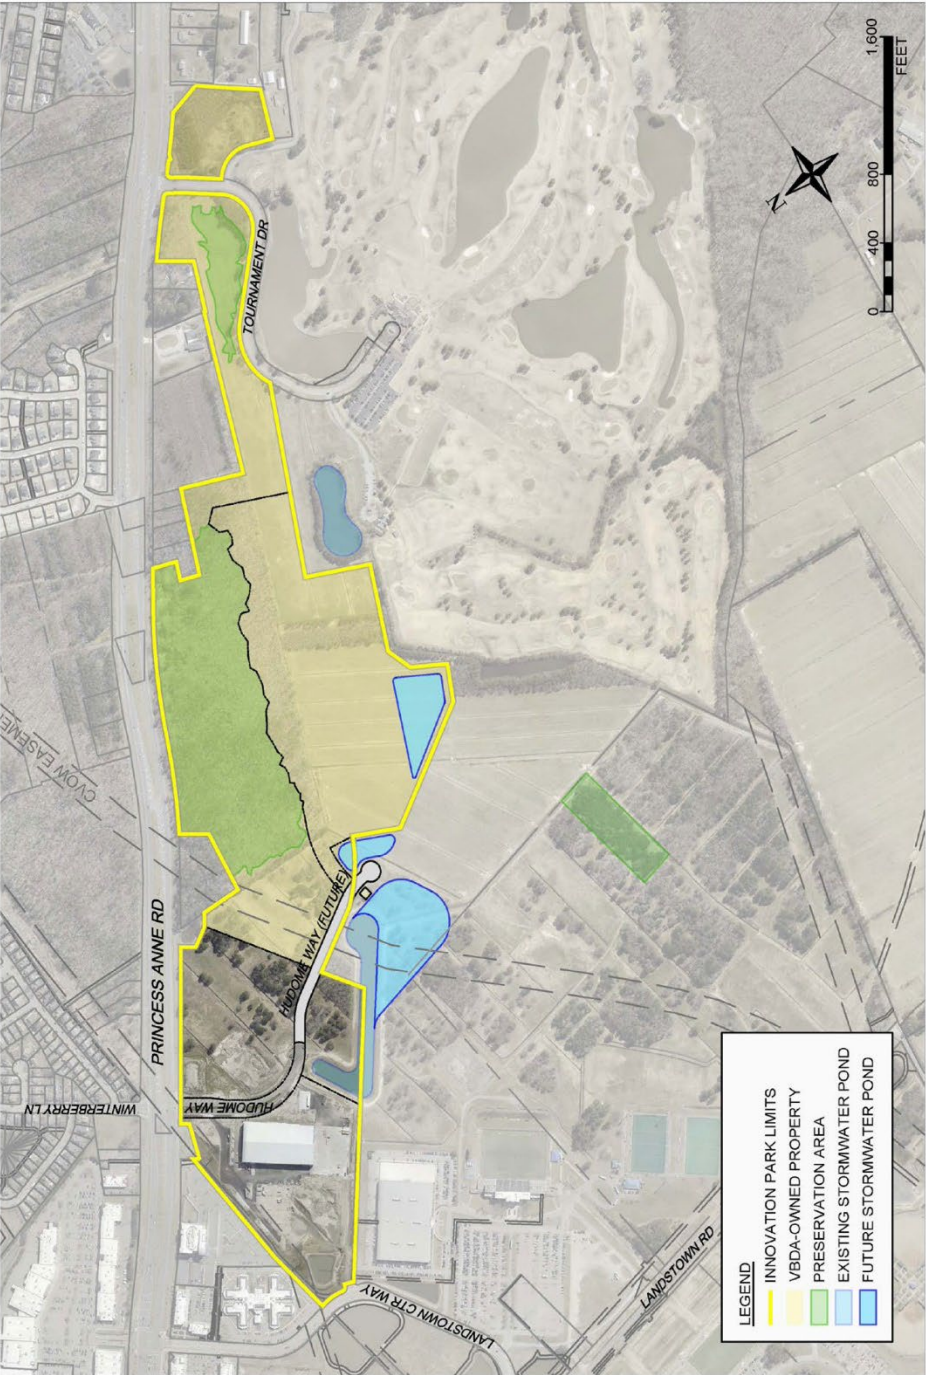 1,600
FEET
800
400
0
N
TOURNAMENT DR
CVOW EASEME
PRINCESS ANNE RD
HUDOME WAY (FUTURE)
WINTERBERRY LN
HUDOME WAY
LANDSTOWN CTR WAY
LANDSTOWN RD
LEGEND
INNOVATION PARK LIMITS
VBDA-OWNED PROPERTY
PRESERVATION AREA
EXISTING STORMWATER POND
FUTURE STORMWATER POND